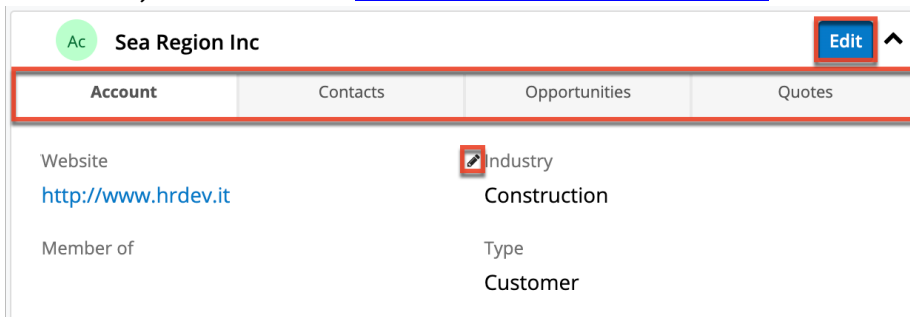 Ac Sea Region Inc Edit
Account Contacts Opportunities Quotes
Website Industry
http://www.hrdev.it Construction
Member of Type
Customer